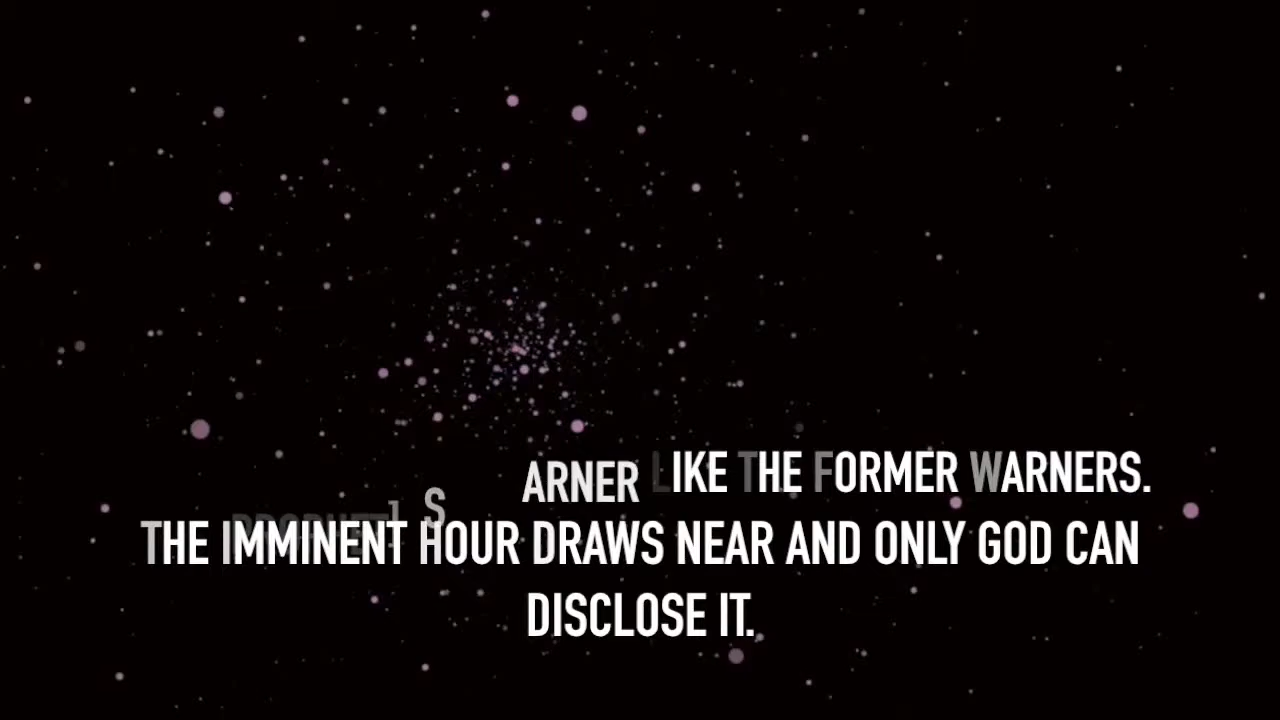 ARNER LIKE THE FORMER WARNERS.
THE IMMINENT HOUR DRAWS NEAR AND ONLY GOD CAN
DISCLOSE IT.